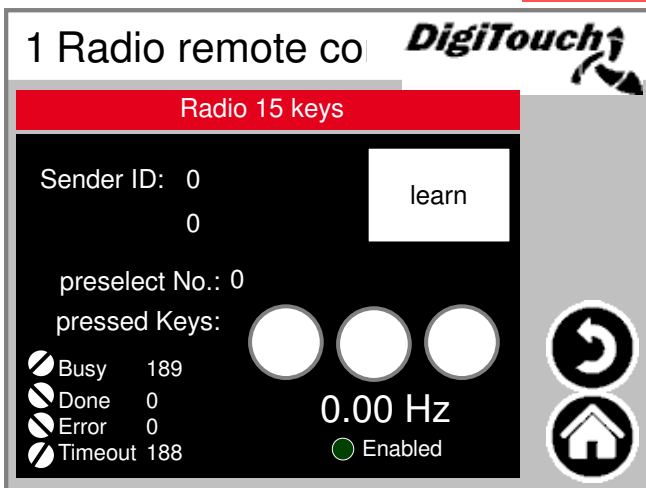 1 Radio remote co
DigiTouch
Radio 15 keys
Sender ID: 0
learn
0
preselect No.: 0
pressed Keys:
Busy 189
Done 0
Error 0
Timeout 188
0.00 Hz
Enabled